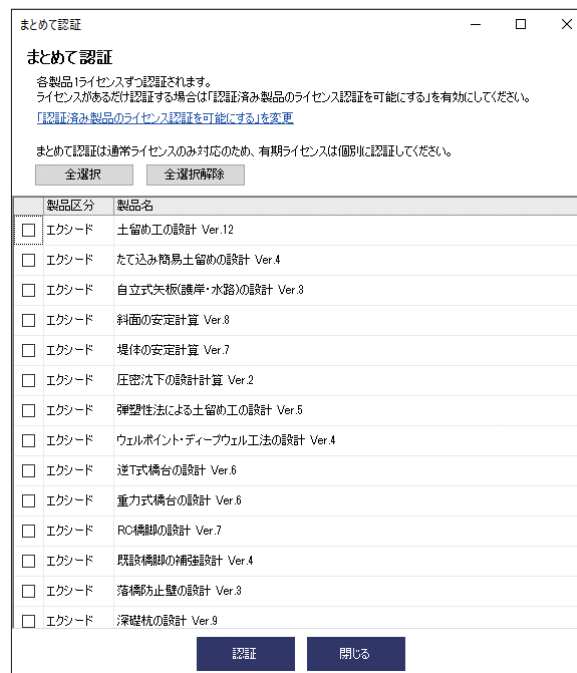 まとめて認証
まとめて認証
各製品1ライセンスずつ認証されます。
ライセンスがあるだけ認証する場合は「認証済み製品のライセンス認証を可能にする」を有効にしてください。
「認証済み製品のライセンス認証を可能にする」を変更
まとめて認証は通常ライセンスのみ対応のため、有期ライセンスは個別に認証してください。
全選択 全選択解除
製品区分 製品名
エクシード 土留め工の設計 Ver.12
エクシード たて込み簡易土留めの設計 Ver.4
エクシード 自立式矢板(護岸・水路)の設計 Ver.3
エクシード 斜面の安定計算 Ver.8
エクシード 堤体の安定計算 Ver.7
エクシード 圧密沈下の設計計算 Ver.2
エクシード 弾塑性法による土留め工の設計 Ver.5
エクシード ウェルポイント・ディープウェル工法の設計 Ver.4
エクシード 逆T式橋台の設計 Ver.6
エクシード 重力式橋台の設計 Ver.6
エクシード RC橋脚の設計 Ver.7
エクシード 既設橋脚の補強設計 Ver.4
エクシード 落橋防止壁の設計 Ver.3
エクシード 深礎杭の設計 Ver.9
認証 閉じる